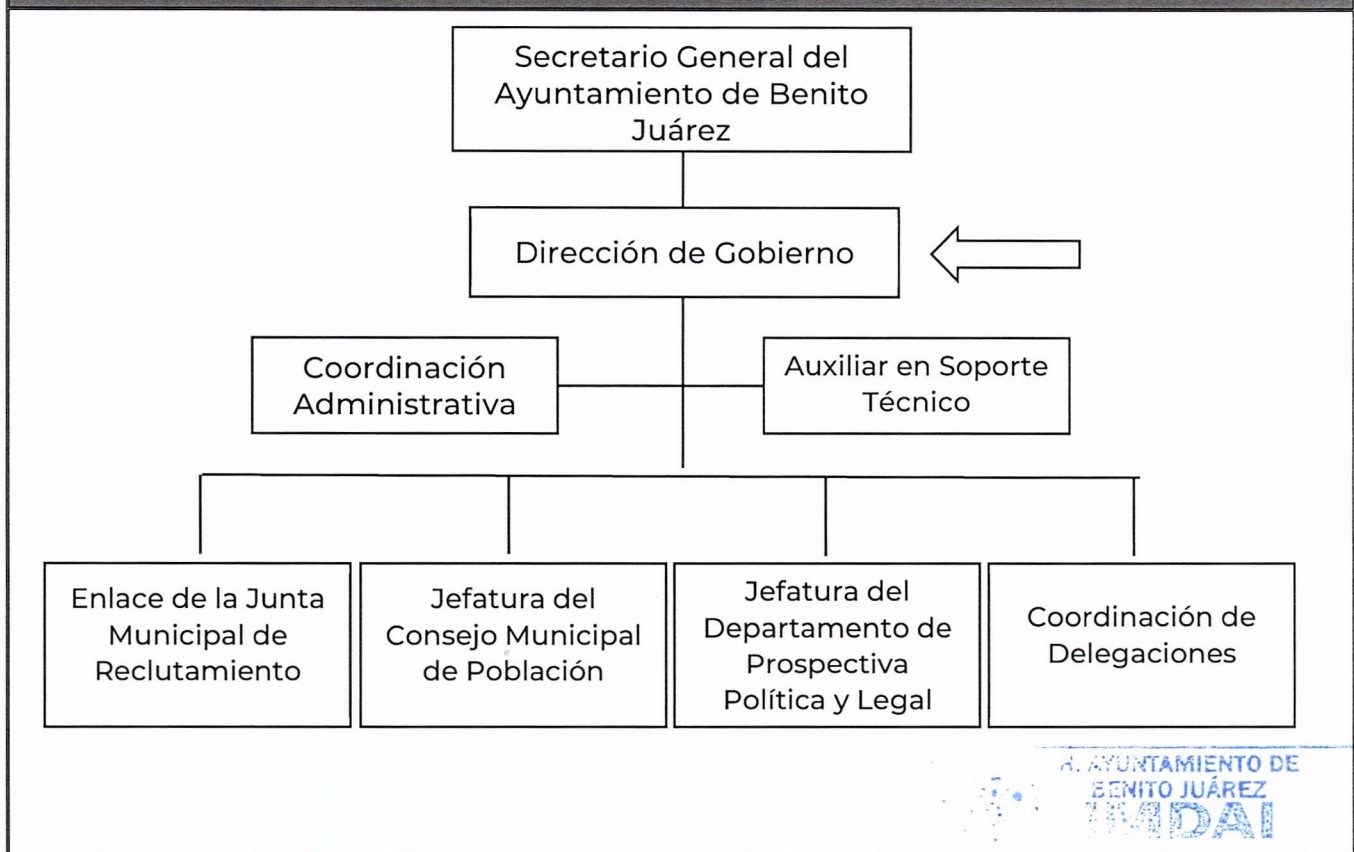 Secretario General del
Ayuntamiento de Benito
Juárez
Dirección de Gobierno
Coordinación
Administrativa
Auxiliar en Soporte
Técnico
Enlace de la Junta
Municipal de
Reclutamiento
Jefatura del
Consejo Municipal
de Población
Jefatura del
Departamento de
Prospectiva
Política y Legal
Coordinación de
Delegaciones
H. AYUNTAMIENTO DE
BENITO JUÁREZ
IMDAI